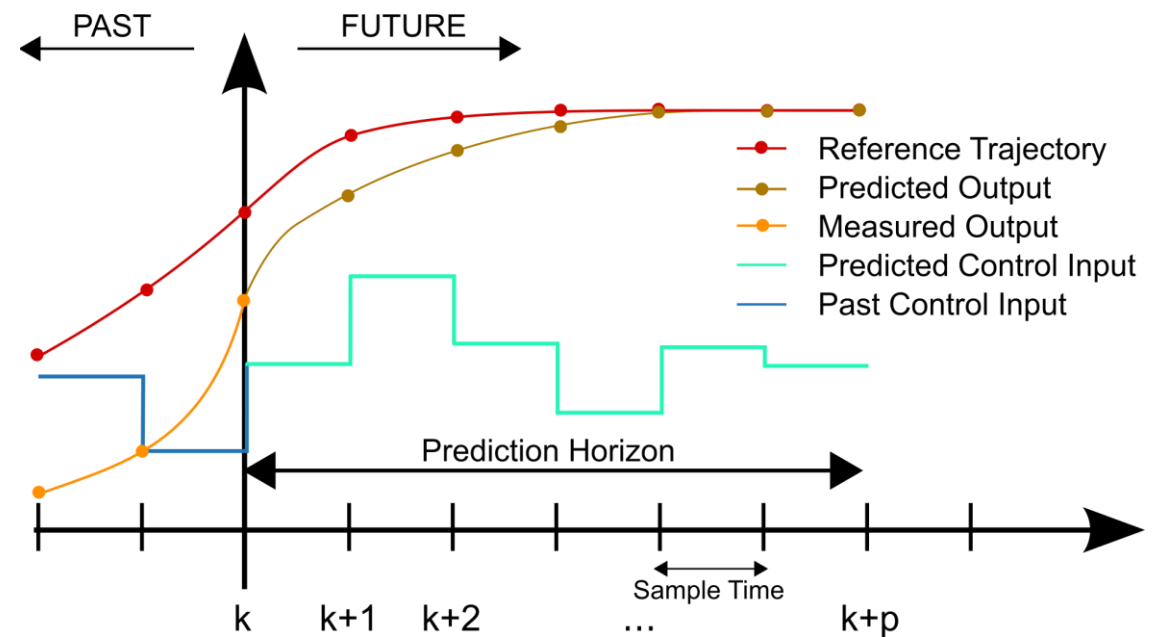 PAST
FUTURE
Reference Trajectory
Predicted Output
Measured Output
Predicted Control Input
Past Control Input
Prediction Horizon
Sample Time
k
k+1
k+2
...
k+p